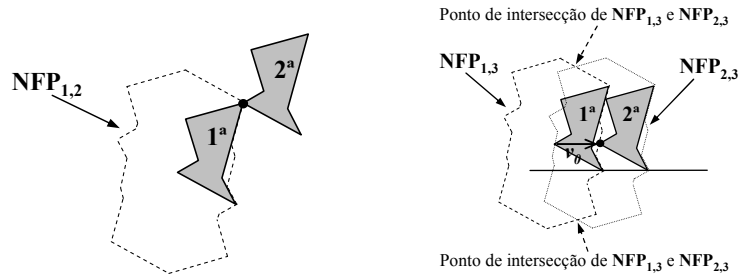 Ponto de intersecção de NFP1,3 e NFP2,3
NFP1,2
2ª
1ª
NFP1,3
NFP2,3
1ª
2ª
v0
Ponto de intersecção de NFP1,3 e NFP2,3